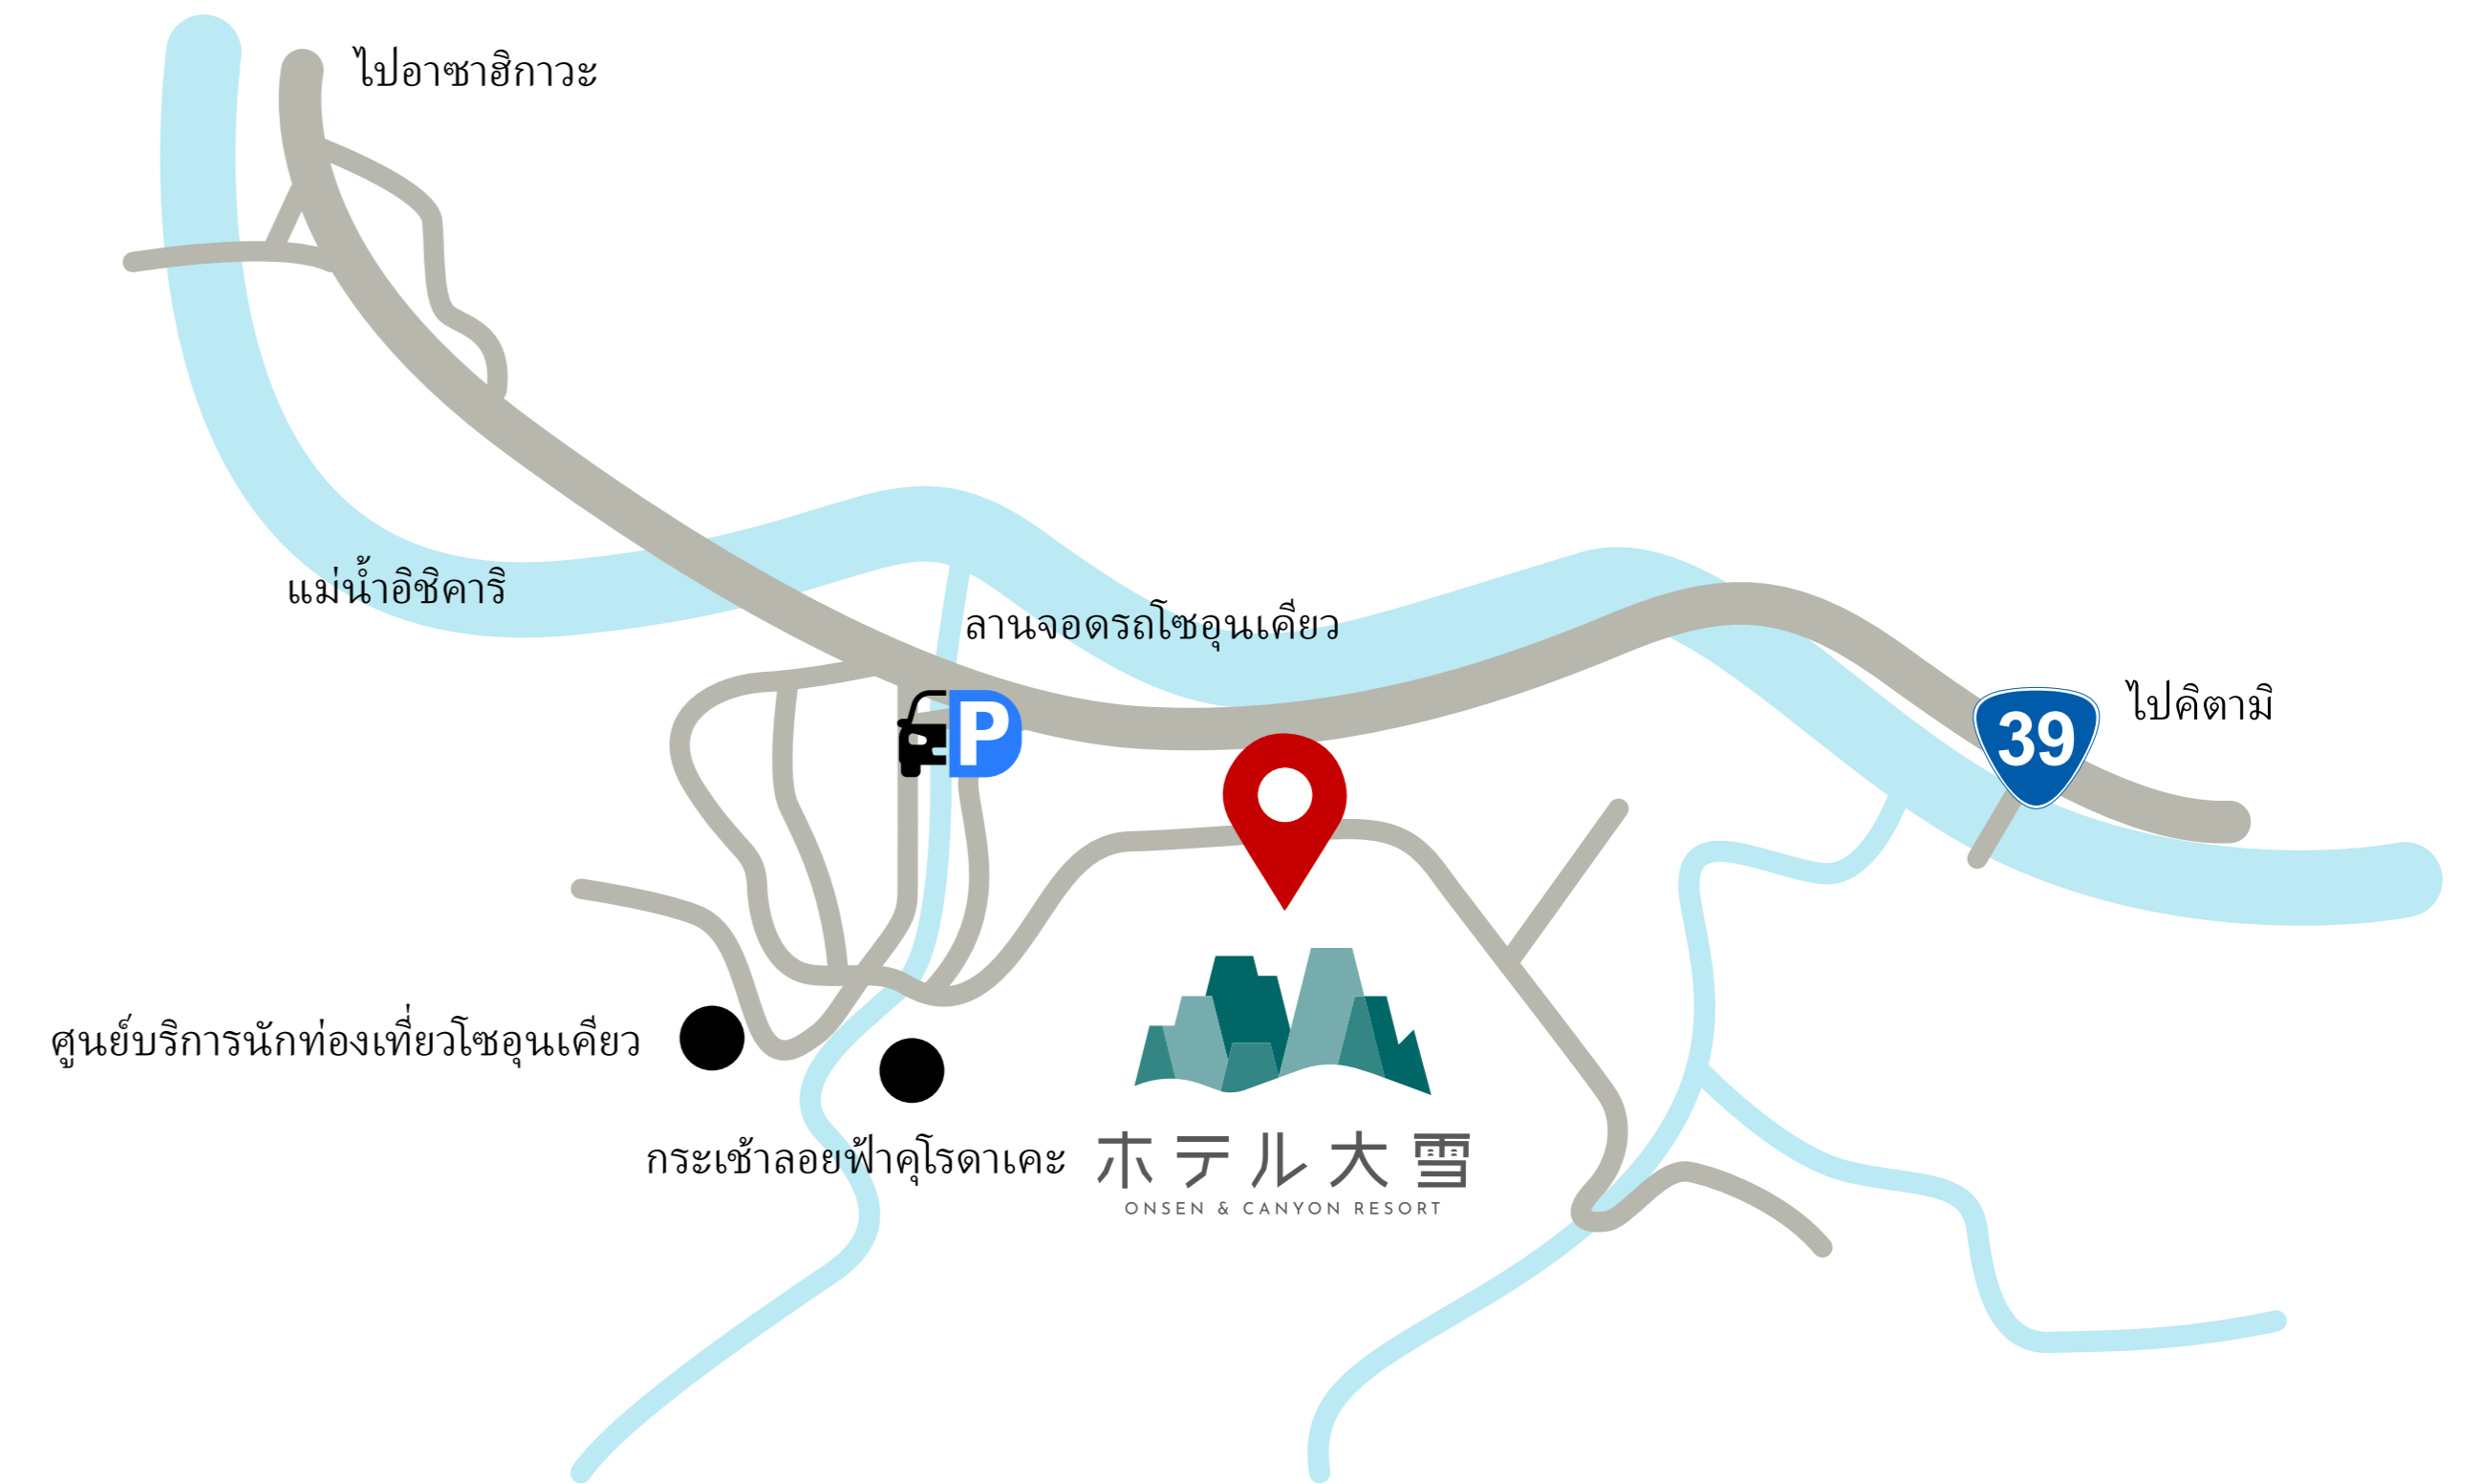 ไปอาซาฮิกาวะ
แม่น้ำอิชิคาริ
ลานจอดรถโซอุนเคี่ยว
ไปคิตามิ
39
P
ศูนย์บริการนักท่องเที่ยวโซอุนเคี่ยว
กระเช้าลอยฟ้าคุโรดาเคะ
ホテル大雪
ONSEN & CANYON RESORT